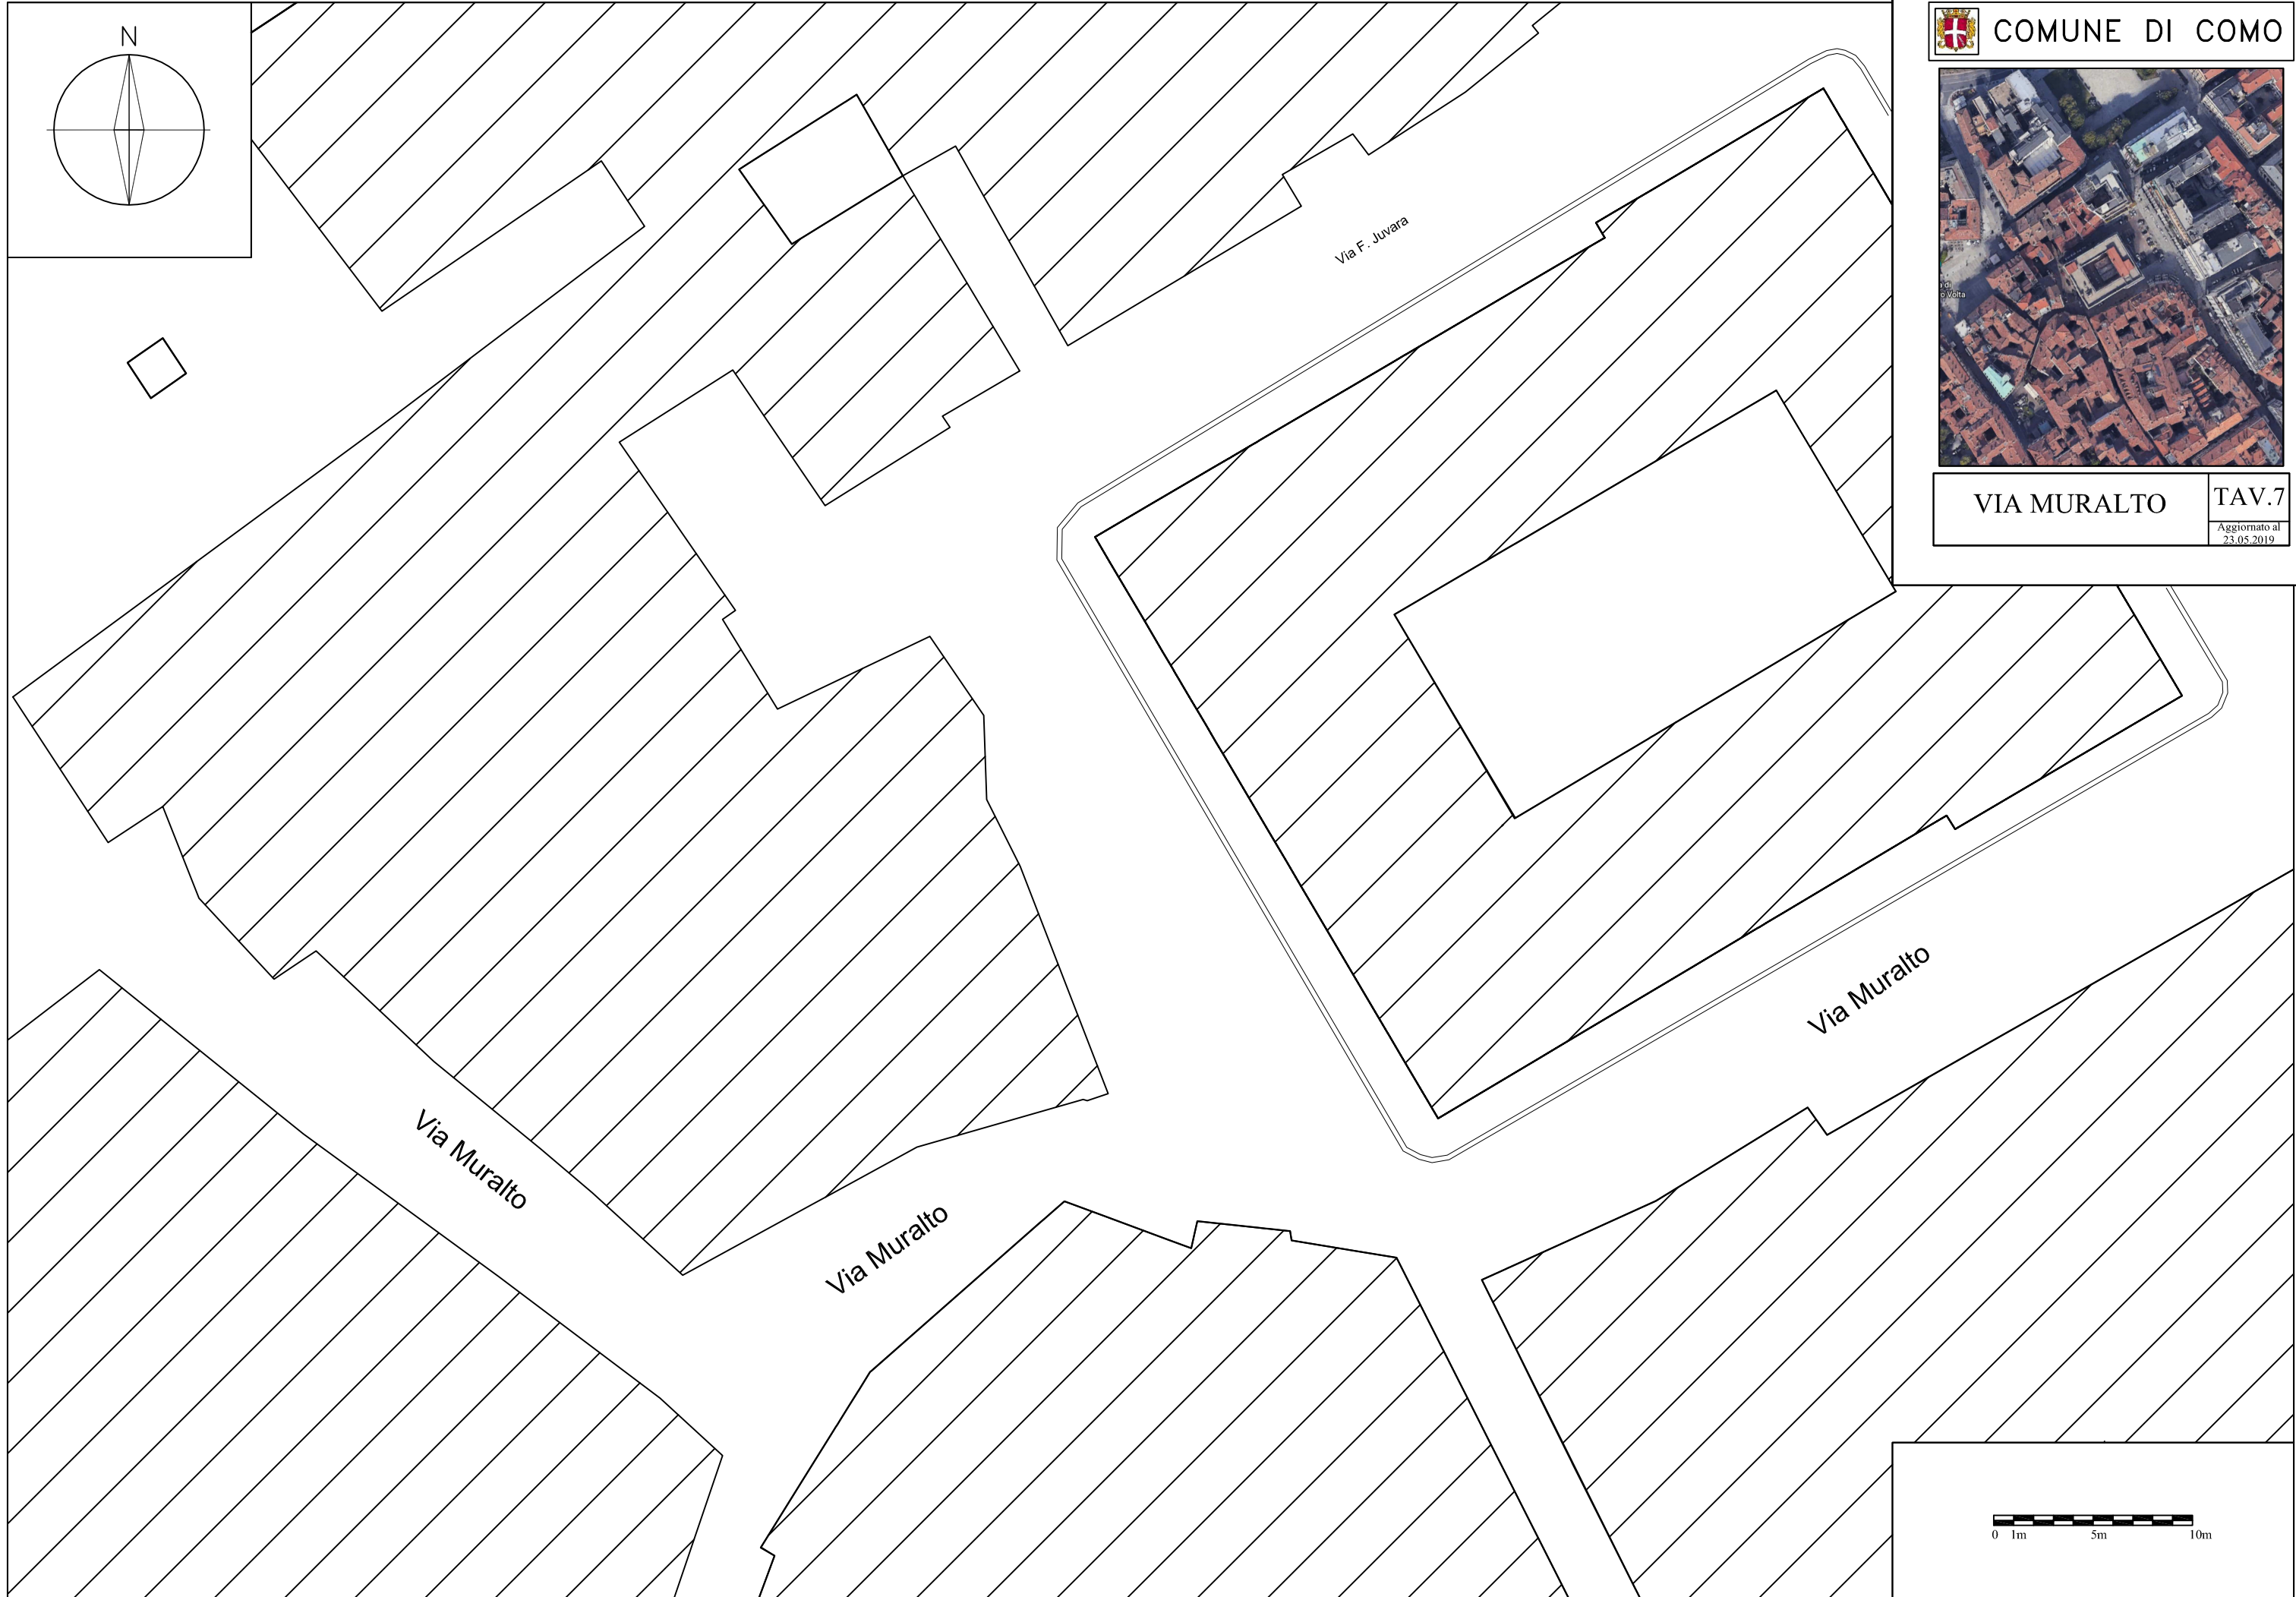 N
COMUNE DI COMO
o Volta
VIA MURALTO
TAV.7
Aggiornato al
23.05.2019
Via F. Juvara
Via Muralto
Via Muralto
Via Muralto
0 1m 5m 10m